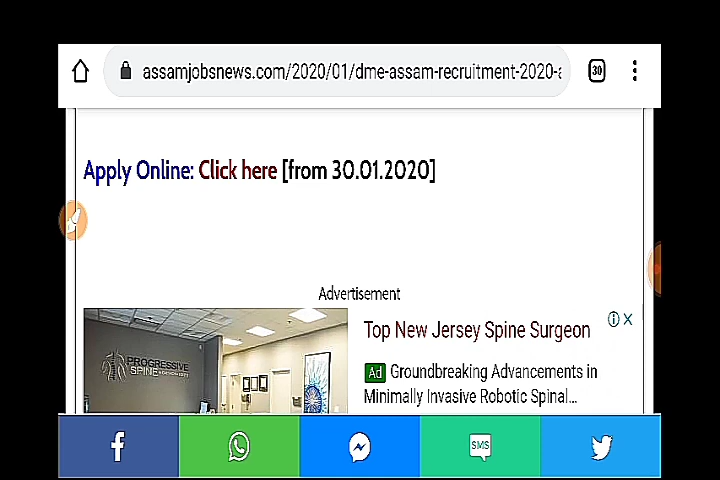 30
assamjobsnews.com/2020/01/dme-assam-recruitment-2020-a
Apply Online: Click here [from 30.01.2020]
Advertisement
PROGRESSIVE
SPINE
Top New Jersey Spine Surgeon
Ad Groundbreaking Advancements in
Minimally Invasive Robotic Spinal...
SMS